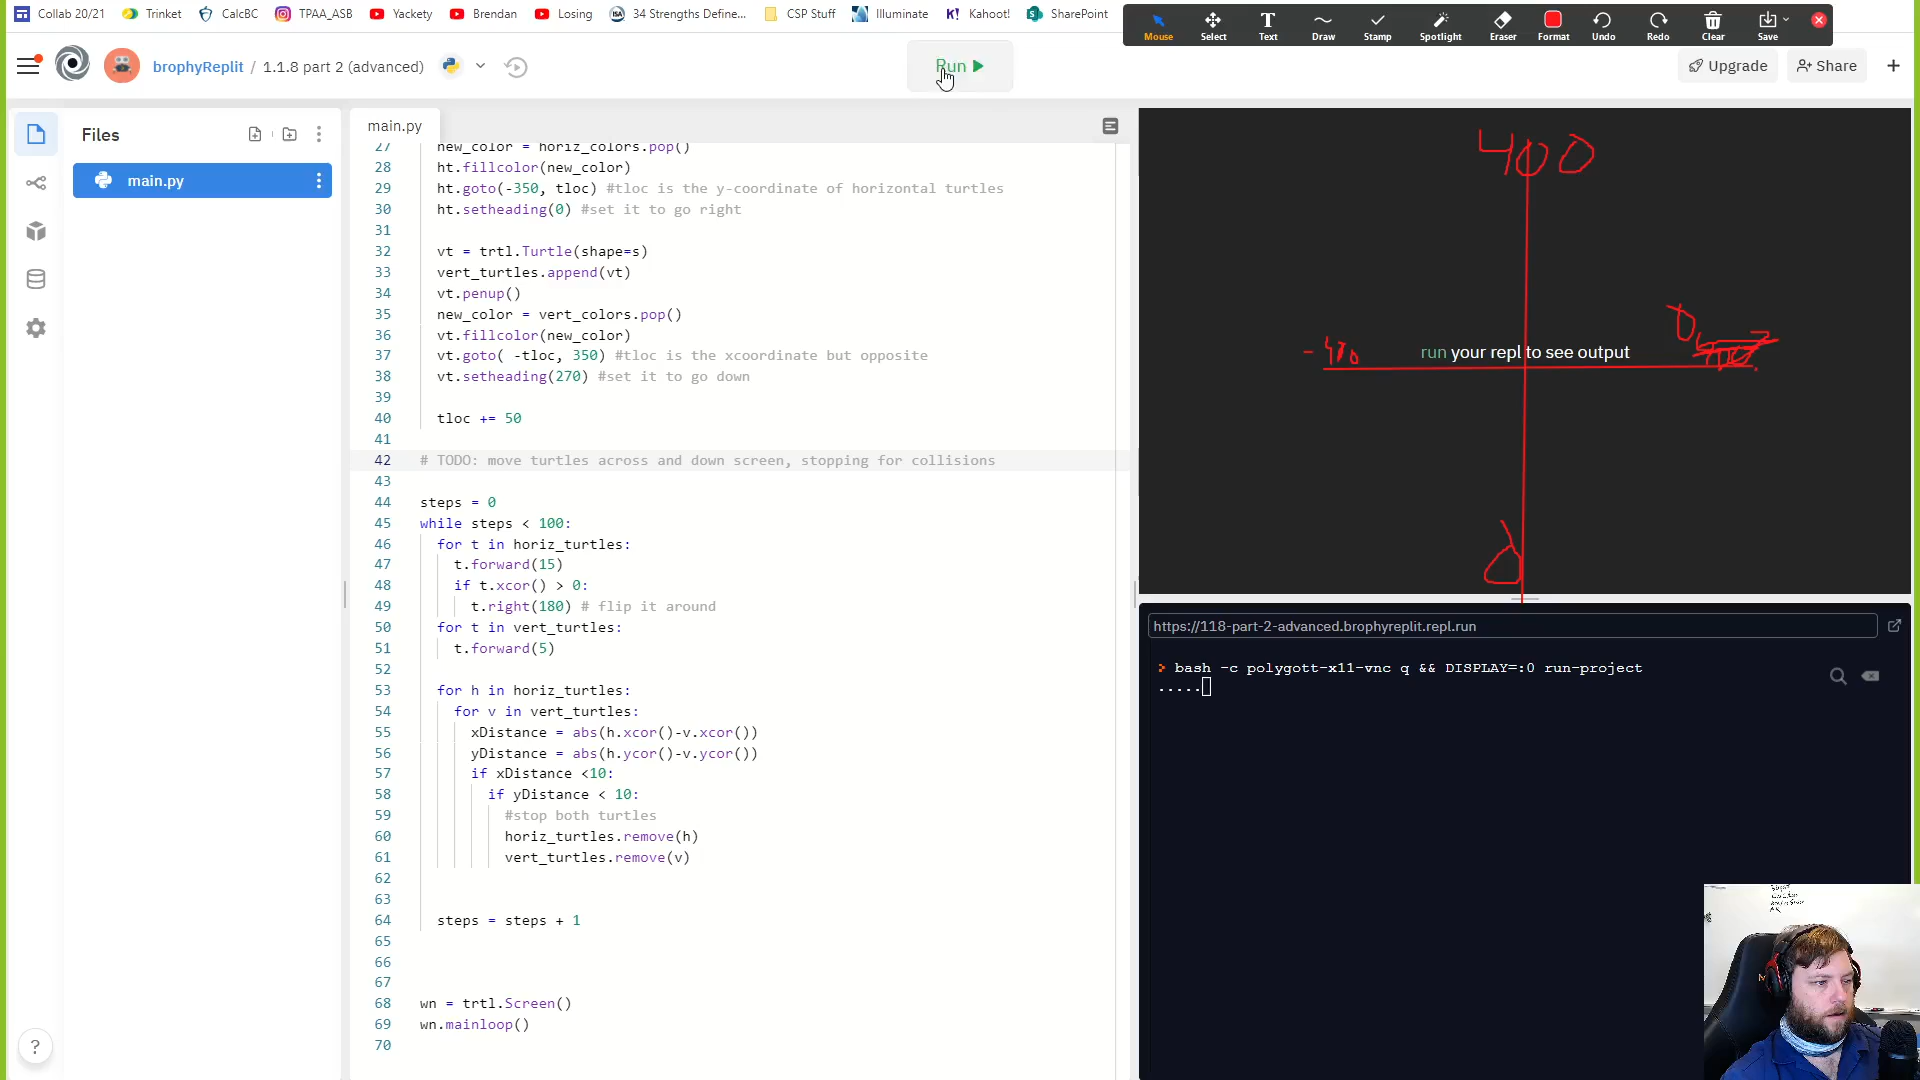 Collab 20/21 Trinket CalcBC TPAA_ASB Yackety Brendan Losing 34 Strengths Define... CSP Stuff Illuminate K! Kahoot! SharePoint
Mouse Select Text Draw Stamp Spotlight Eraser Format Undo Redo Clear Save
brophyReplit / 1.1.8 part 2 (advanced)
Run
Upgrade Share +
Files
main.py
main.py
27 new_color = horiz_colors.pop()
28 ht.fillcolor(new_color)
29 ht.goto(-350, tloc) #tloc is the y-coordinate of horizontal turtles
30 ht.setheading(0) #set it to go right
31
32 vt = trtl.Turtle(shape=s)
33 vert_turtles.append(vt)
34 vt.penup()
35 new_color = vert_colors.pop()
36 vt.fillcolor(new_color)
37 vt.goto( -tloc, 350) #tloc is the xcoordinate but opposite
38 vt.setheading(270) #set it to go down
39
40 tloc += 50
41
42 # TODO: move turtles across and down screen, stopping for collisions
43
44 steps = 0
45 while steps < 100:
46 for t in horiz_turtles:
47 t.forward(15)
48 if t.xcor() > 0:
49 t.right(180) # flip it around
50 for t in vert_turtles:
51 t.forward(5)
52
53 for h in horiz_turtles:
54 for v in vert_turtles:
55 xDistance = abs(h.xcor()-v.xcor())
56 yDistance = abs(h.ycor()-v.ycor())
57 if xDistance <10:
58 if yDistance < 10:
59 #stop both turtles
60 horiz_turtles.remove(h)
61 vert_turtles.remove(v)
62
63
64 steps = steps + 1
65
66
67
68 wn = trtl.Screen()
69 wn.mainloop()
70
?
400
-400
run your repl to see output
https://118-part-2-advanced.brophyreplit.repl.run
> bash -c polygott-x11-vnc q && DISPLAY=:0 run-project
.....